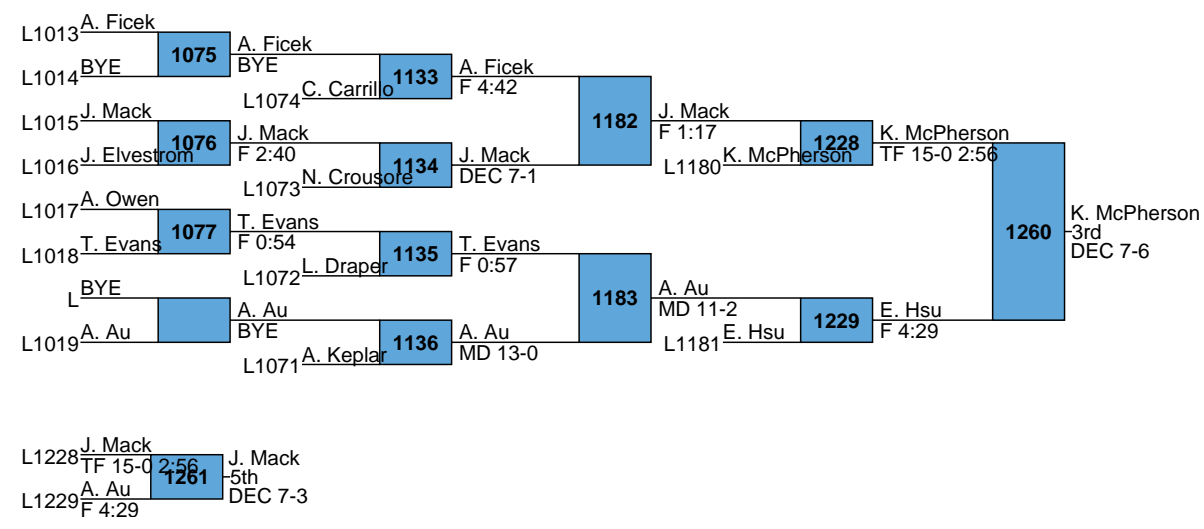 L1013 A. Ficek
1075
L1014 BYE
A. Ficek
BYE
1133
L1074 C. Carrillo
A. Ficek
F 4:42
L1015 J. Mack
1076
L1016 J. Elvestrom
J. Mack
F 2:40
1134
L1073 N. Crousore
J. Mack
DEC 7-1
1182
J. Mack
F 1:17
1228
L1180 K. McPherson
K. McPherson
TF 15-0 2:56
L1017 A. Owen
1077
L1018 T. Evans
T. Evans
F 0:54
1135
L1072 L. Draper
T. Evans
F 0:57
L BYE
L1019 A. Au
A. Au
BYE
1136
L1071 A. Keplar
A. Au
MD 13-0
1183
A. Au
MD 11-2
1229
L1181 E. Hsu
E. Hsu
F 4:29
1260
K. McPherson
3rd
DEC 7-6
L1228 J. Mack
TF 15-0 2:56
1261
L1229 A. Au
F 4:29
J. Mack
5th
DEC 7-3